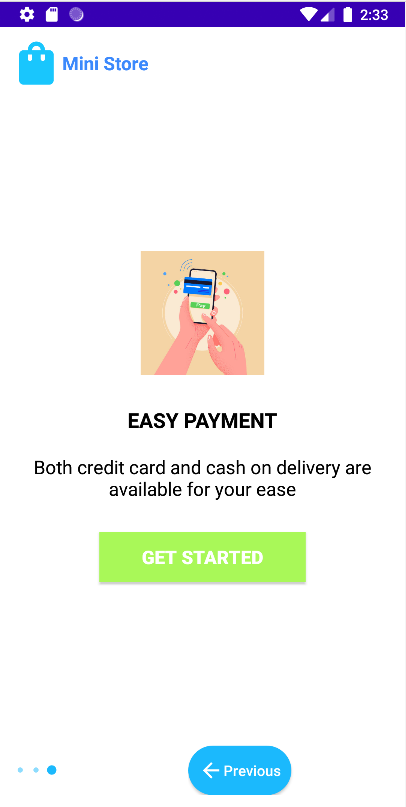 2:33
Mini Store
EASY PAYMENT
Both credit card and cash on delivery are
available for your ease
GET STARTED
Previous